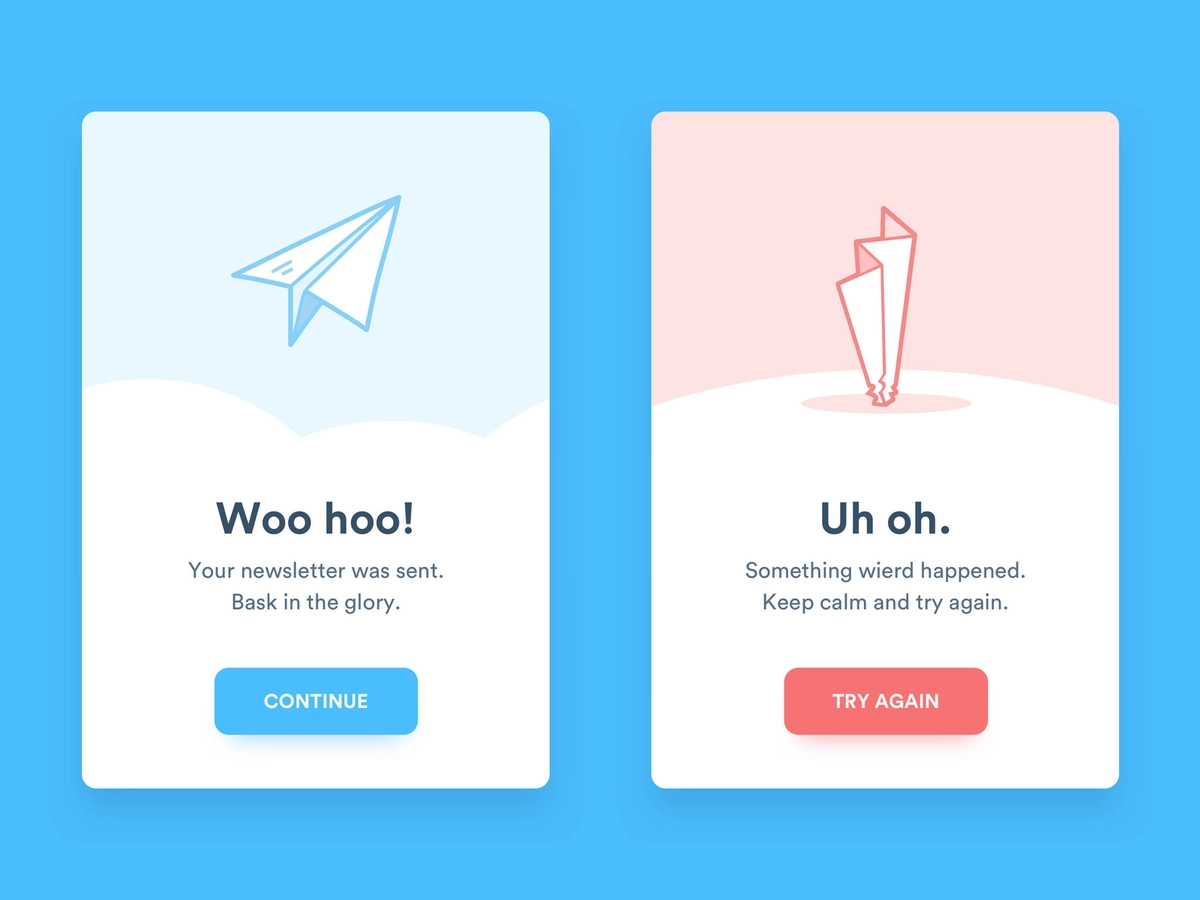 Woo hoo!
Your newsletter was sent.
Bask in the glory.
CONTINUE
Uh oh.
Something wierd happened.
Keep calm and try again.
TRY AGAIN